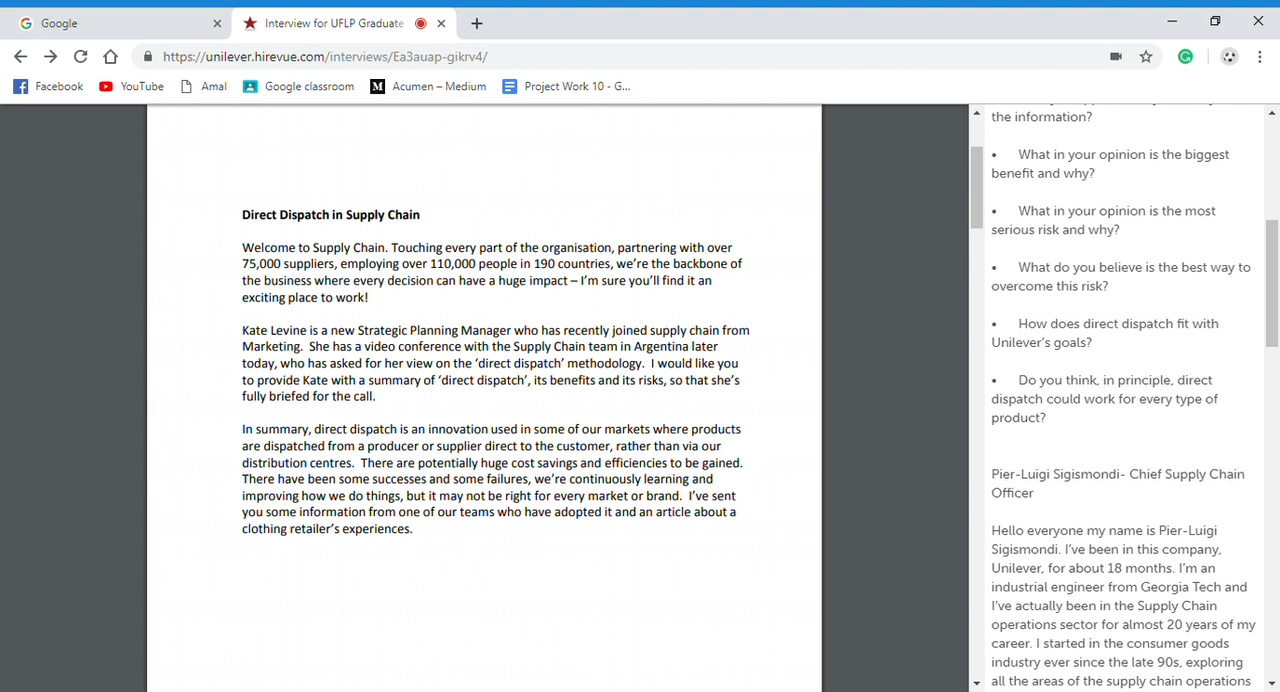 Google
Interview for UFLP Graduate
https://unilever.hirevue.com/interviews/Ea3auap-gikrv4/
Facebook
YouTube
Amal
Google classroom
M
Acumen – Medium
Project Work 10 - G...
Direct Dispatch in Supply Chain
Welcome to Supply Chain. Touching every part of the organisation, partnering with over
75,000 suppliers, employing over 110,000 people in 190 countries, we're the backbone of
the business where every decision can have a huge impact – I'm sure you'll find it an
exciting place to work!
Kate Levine is a new Strategic Planning Manager who has recently joined supply chain from
Marketing. She has a video conference with the Supply Chain team in Argentina later
today, who has asked for her view on the 'direct dispatch' methodology. I would like you
to provide Kate with a summary of 'direct dispatch', its benefits and its risks, so that she's
fully briefed for the call.
In summary, direct dispatch is an innovation used in some of our markets where products
are dispatched from a producer or supplier direct to the customer, rather than via our
distribution centres. There are potentially huge cost savings and efficiencies to be gained.
There have been some successes and some failures, we're continuously learning and
improving how we do things, but it may not be right for every market or brand. I've sent
you some information from one of our teams who have adopted it and an article about a
clothing retailer's experiences.
the information?
• What in your opinion is the biggest
benefit and why?
• What in your opinion is the most
serious risk and why?
• What do you believe is the best way to
overcome this risk?
• How does direct dispatch fit with
Unilever's goals?
• Do you think, in principle, direct
dispatch could work for every type of
product?
Pier-Luigi Sigismondi- Chief Supply Chain
Officer
Hello everyone my name is Pier-Luigi
Sigismondi. I've been in this company,
Unilever, for about 18 months. I'm an
industrial engineer from Georgia Tech and
I've actually been in the Supply Chain
operations sector for almost 20 years of my
career. I started in the consumer goods
industry ever since the late 90s, exploring
all the areas of the supply chain operations